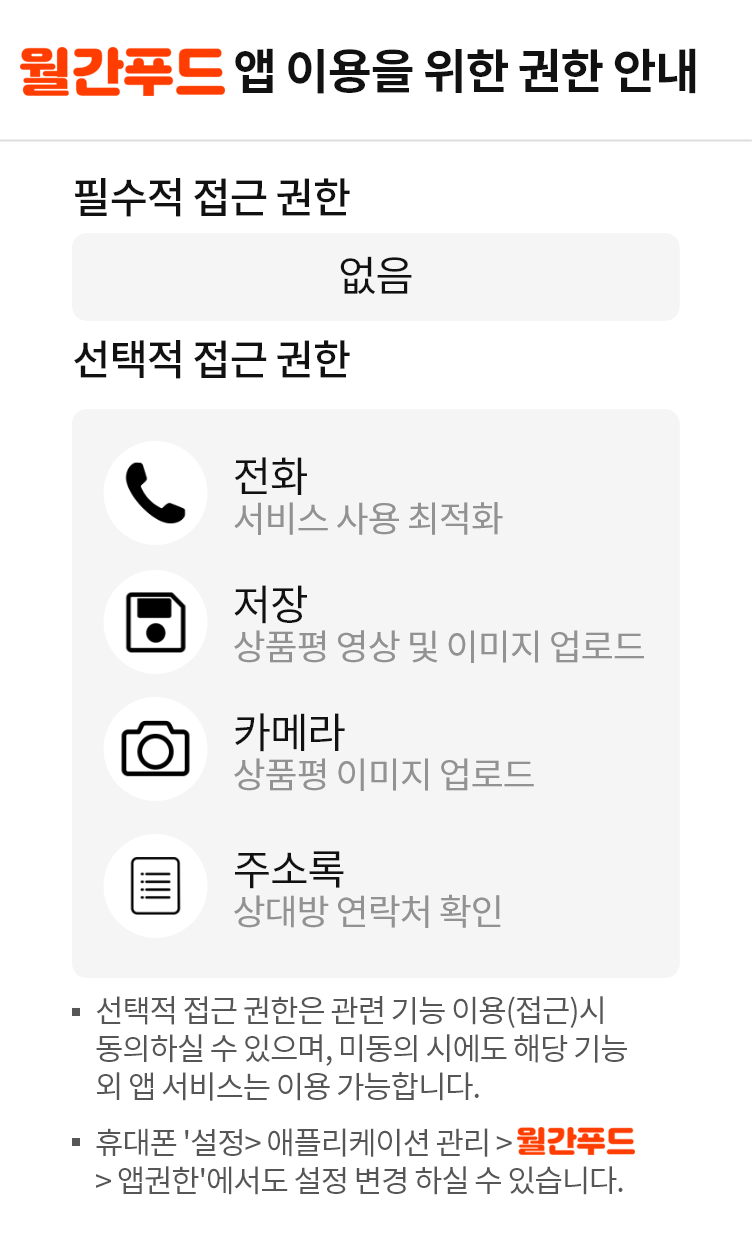 월간푸드 앱 이용을 위한 권한 안내
필수적 접근 권한
없음
선택적 접근 권한
전화
서비스 사용 최적화
저장
상품평 영상 및 이미지 업로드
카메라
상품평 이미지 업로드
주소록
상대방 연락처 확인
▪ 선택적 접근 권한은 관련 기능 이용(접근)시
동의하실 수 있으며, 미동의 시에도 해당 기능
외 앱 서비스는 이용 가능합니다.
▪ 휴대폰 '설정> 애플리케이션 관리 > 월간푸드
> 앱권한'에서도 설정 변경 하실 수 있습니다.